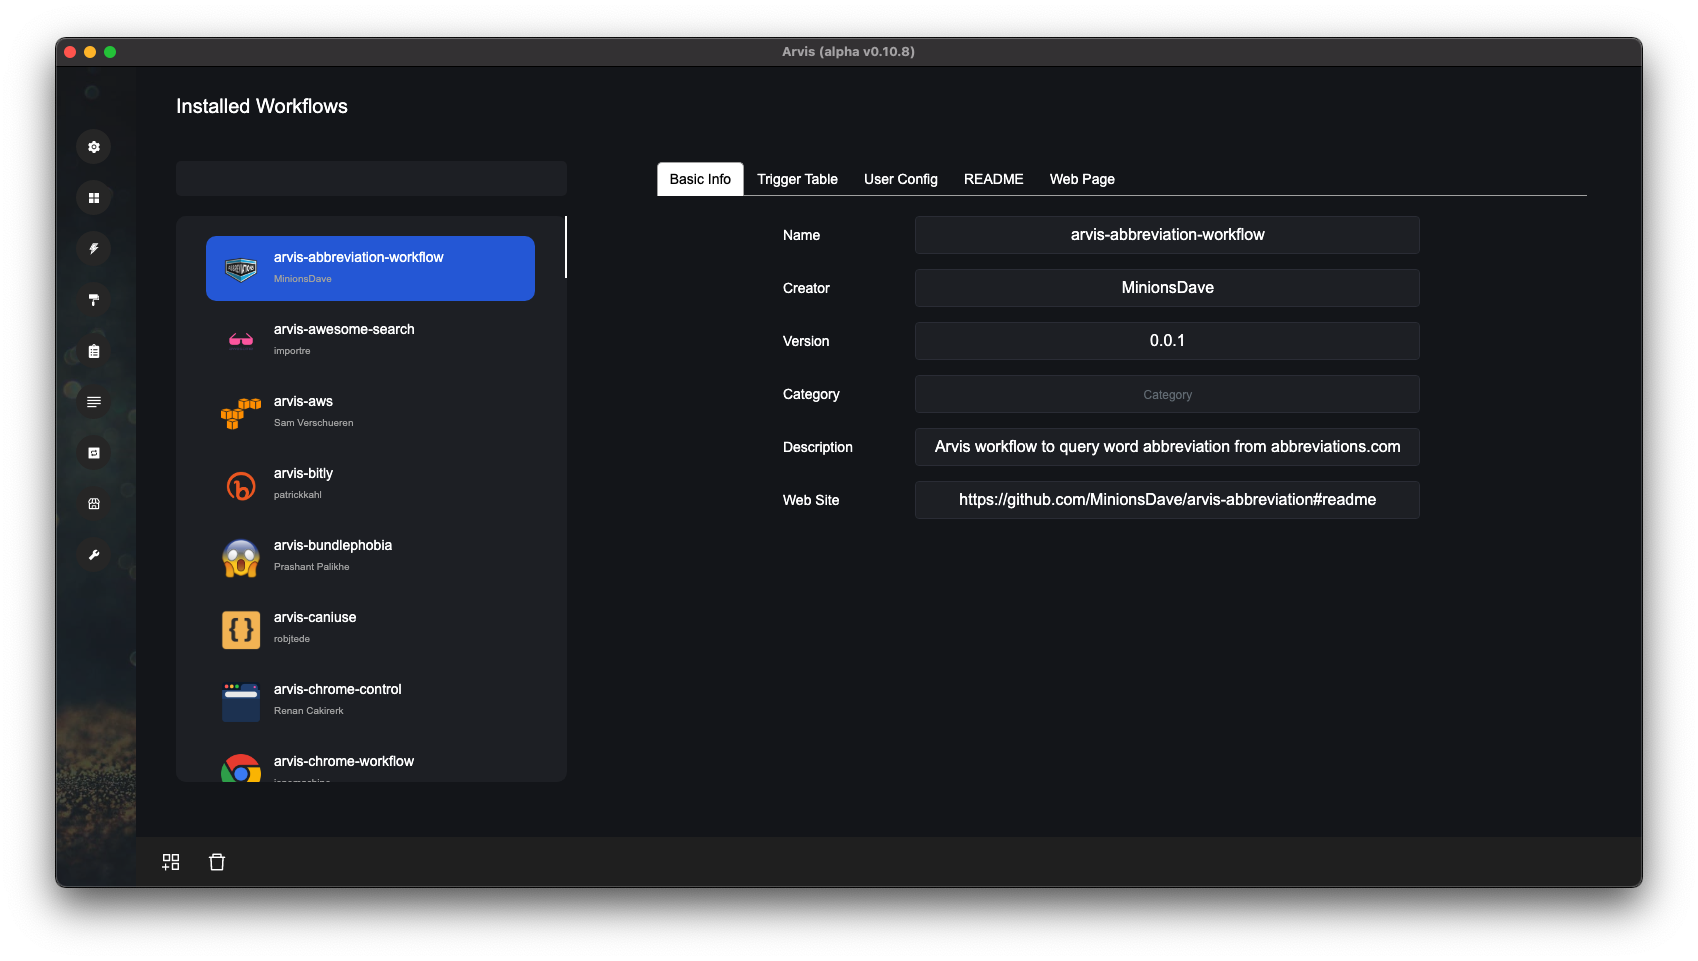 Arvis (alpha v0.10.8)
Installed Workflows
Basic Info
Trigger Table
User Config
README
Web Page
arvis-abbreviation-workflow
MinionsDave
arvis-awesome-search
importre
arvis-aws
Sam Verschueren
arvis-bitly
patrickkahl
arvis-bundlephobia
Prashant Palikhe
arvis-caniuse
robjtede
arvis-chrome-control
Renan Cakirerk
arvis-chrome-workflow
Name
arvis-abbreviation-workflow
Creator
MinionsDave
Version
0.0.1
Category
Category
Description
Arvis workflow to query word abbreviation from abbreviations.com
Web Site
https://github.com/MinionsDave/arvis-abbreviation#readme